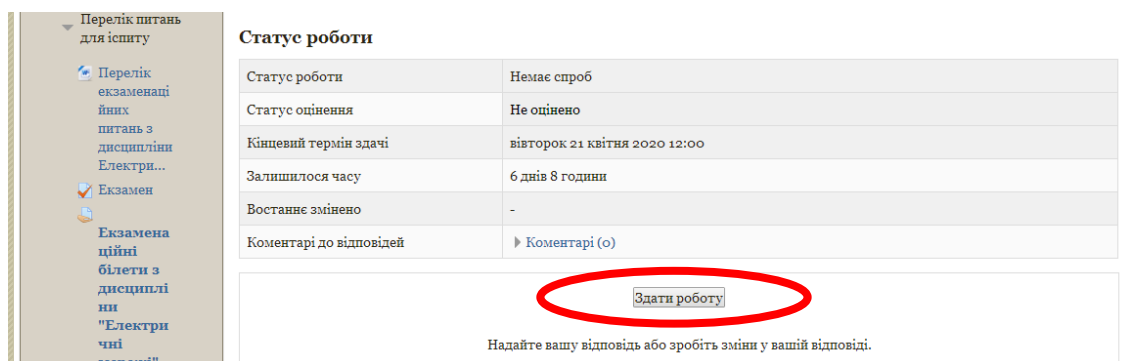 Перелік питань
для іспиту
Перелік
екзаменаці
йних
питань з
дисципліни
Електри...
Екзамен
Екзамена
ційні
білети з
дисциплі
ни
"Електри
чні
мережі"
Статус роботи
Статус роботи Немає спроб
Статус оцінення Не оцінено
Кінцевий термін здачі вівторок 21 квітня 2020 12:00
Залишилося часу 6 днів 8 години
Востаннє змінено -
Коментарі до відповідей Коментарі (0)
Здати роботу
Надайте вашу відповідь або зробіть зміни у вашій відповіді.